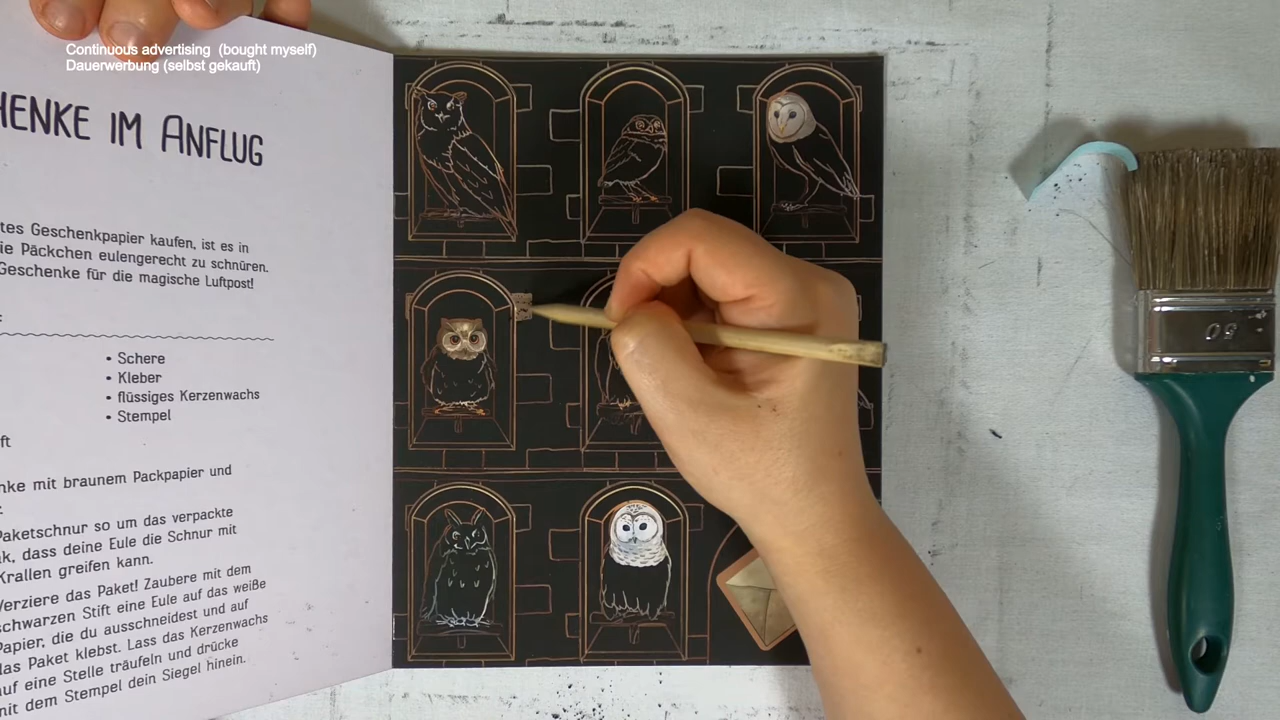 Continuous advertising (bought myself)
Dauerwerbung (selbst gekauft)
HENKE IM ANFLUG
tes Geschenkpapier kaufen, ist es in
ie Päckchen eulengerecht zu schnüren.
Geschenke für die magische Luftpost!
:
• Schere
• Kleber
• flüssiges Kerzenwachs
• Stempel
ft
nke mit braunem Packpapier und
Paketschnur so um das verpackte
k, dass deine Eule die Schnur mit
Krallen greifen kann.
Verziere das Paket! Zaubere mit dem
schwarzen Stift eine Eule auf das weiße
Papier, die du ausschneidest und auf
das Paket klebst. Lass das Kerzenwachs
auf eine Stelle träufeln und drücke
mit dem Stempel dein Siegel hinein.
50